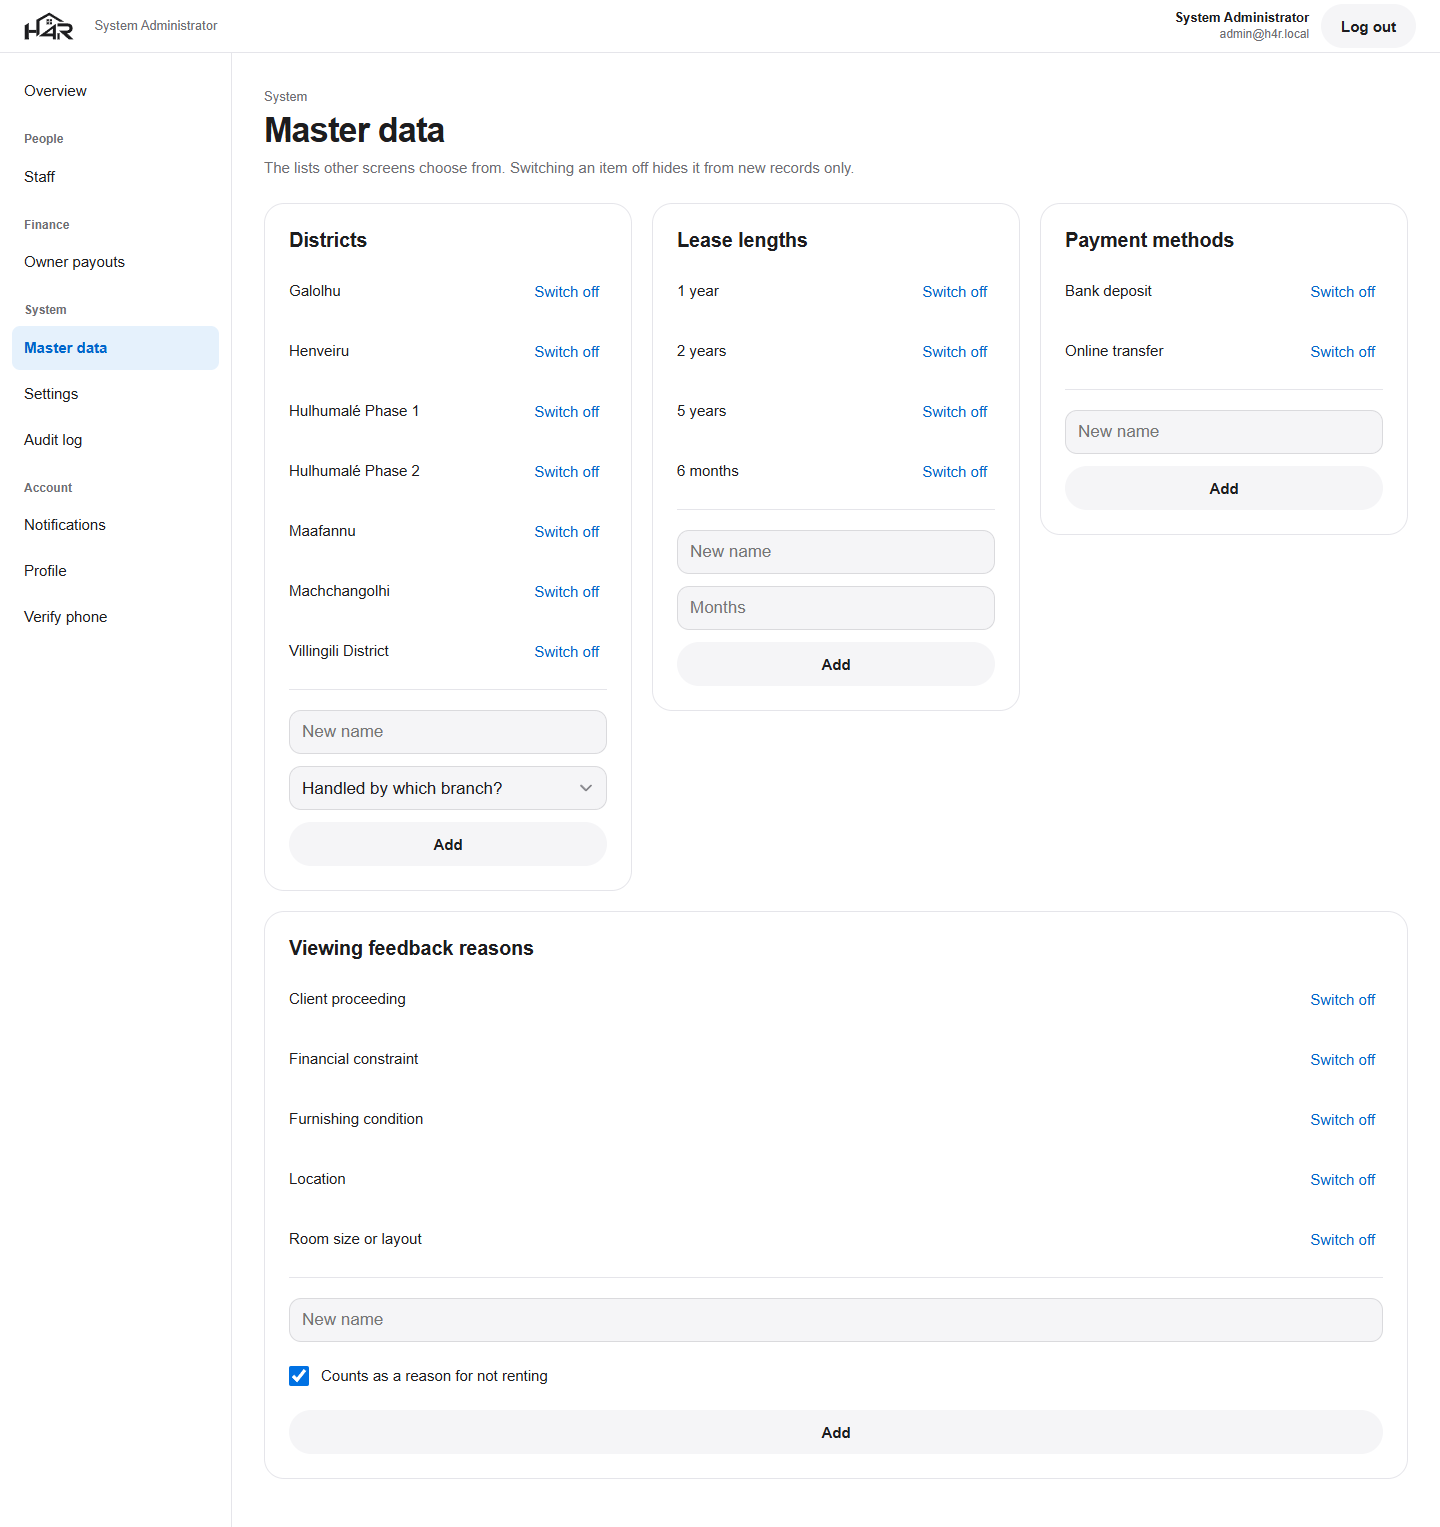 H4R
System Administrator
System Administrator
admin@h4r.local
Log out
Overview
People
Staff
Finance
Owner payouts
System
Master data
Settings
Audit log
Account
Notifications
Profile
Verify phone
System
Master data
The lists other screens choose from. Switching an item off hides it from new records only.
Districts
Galolhu Switch off
Henveiru Switch off
Hulhumalé Phase 1 Switch off
Hulhumalé Phase 2 Switch off
Maafannu Switch off
Machchangolhi Switch off
Villingili District Switch off
New name
Handled by which branch?
Add
Lease lengths
1 year Switch off
2 years Switch off
5 years Switch off
6 months Switch off
New name
Months
Add
Payment methods
Bank deposit Switch off
Online transfer Switch off
New name
Add
Viewing feedback reasons
Client proceeding Switch off
Financial constraint Switch off
Furnishing condition Switch off
Location Switch off
Room size or layout Switch off
New name
Counts as a reason for not renting
Add